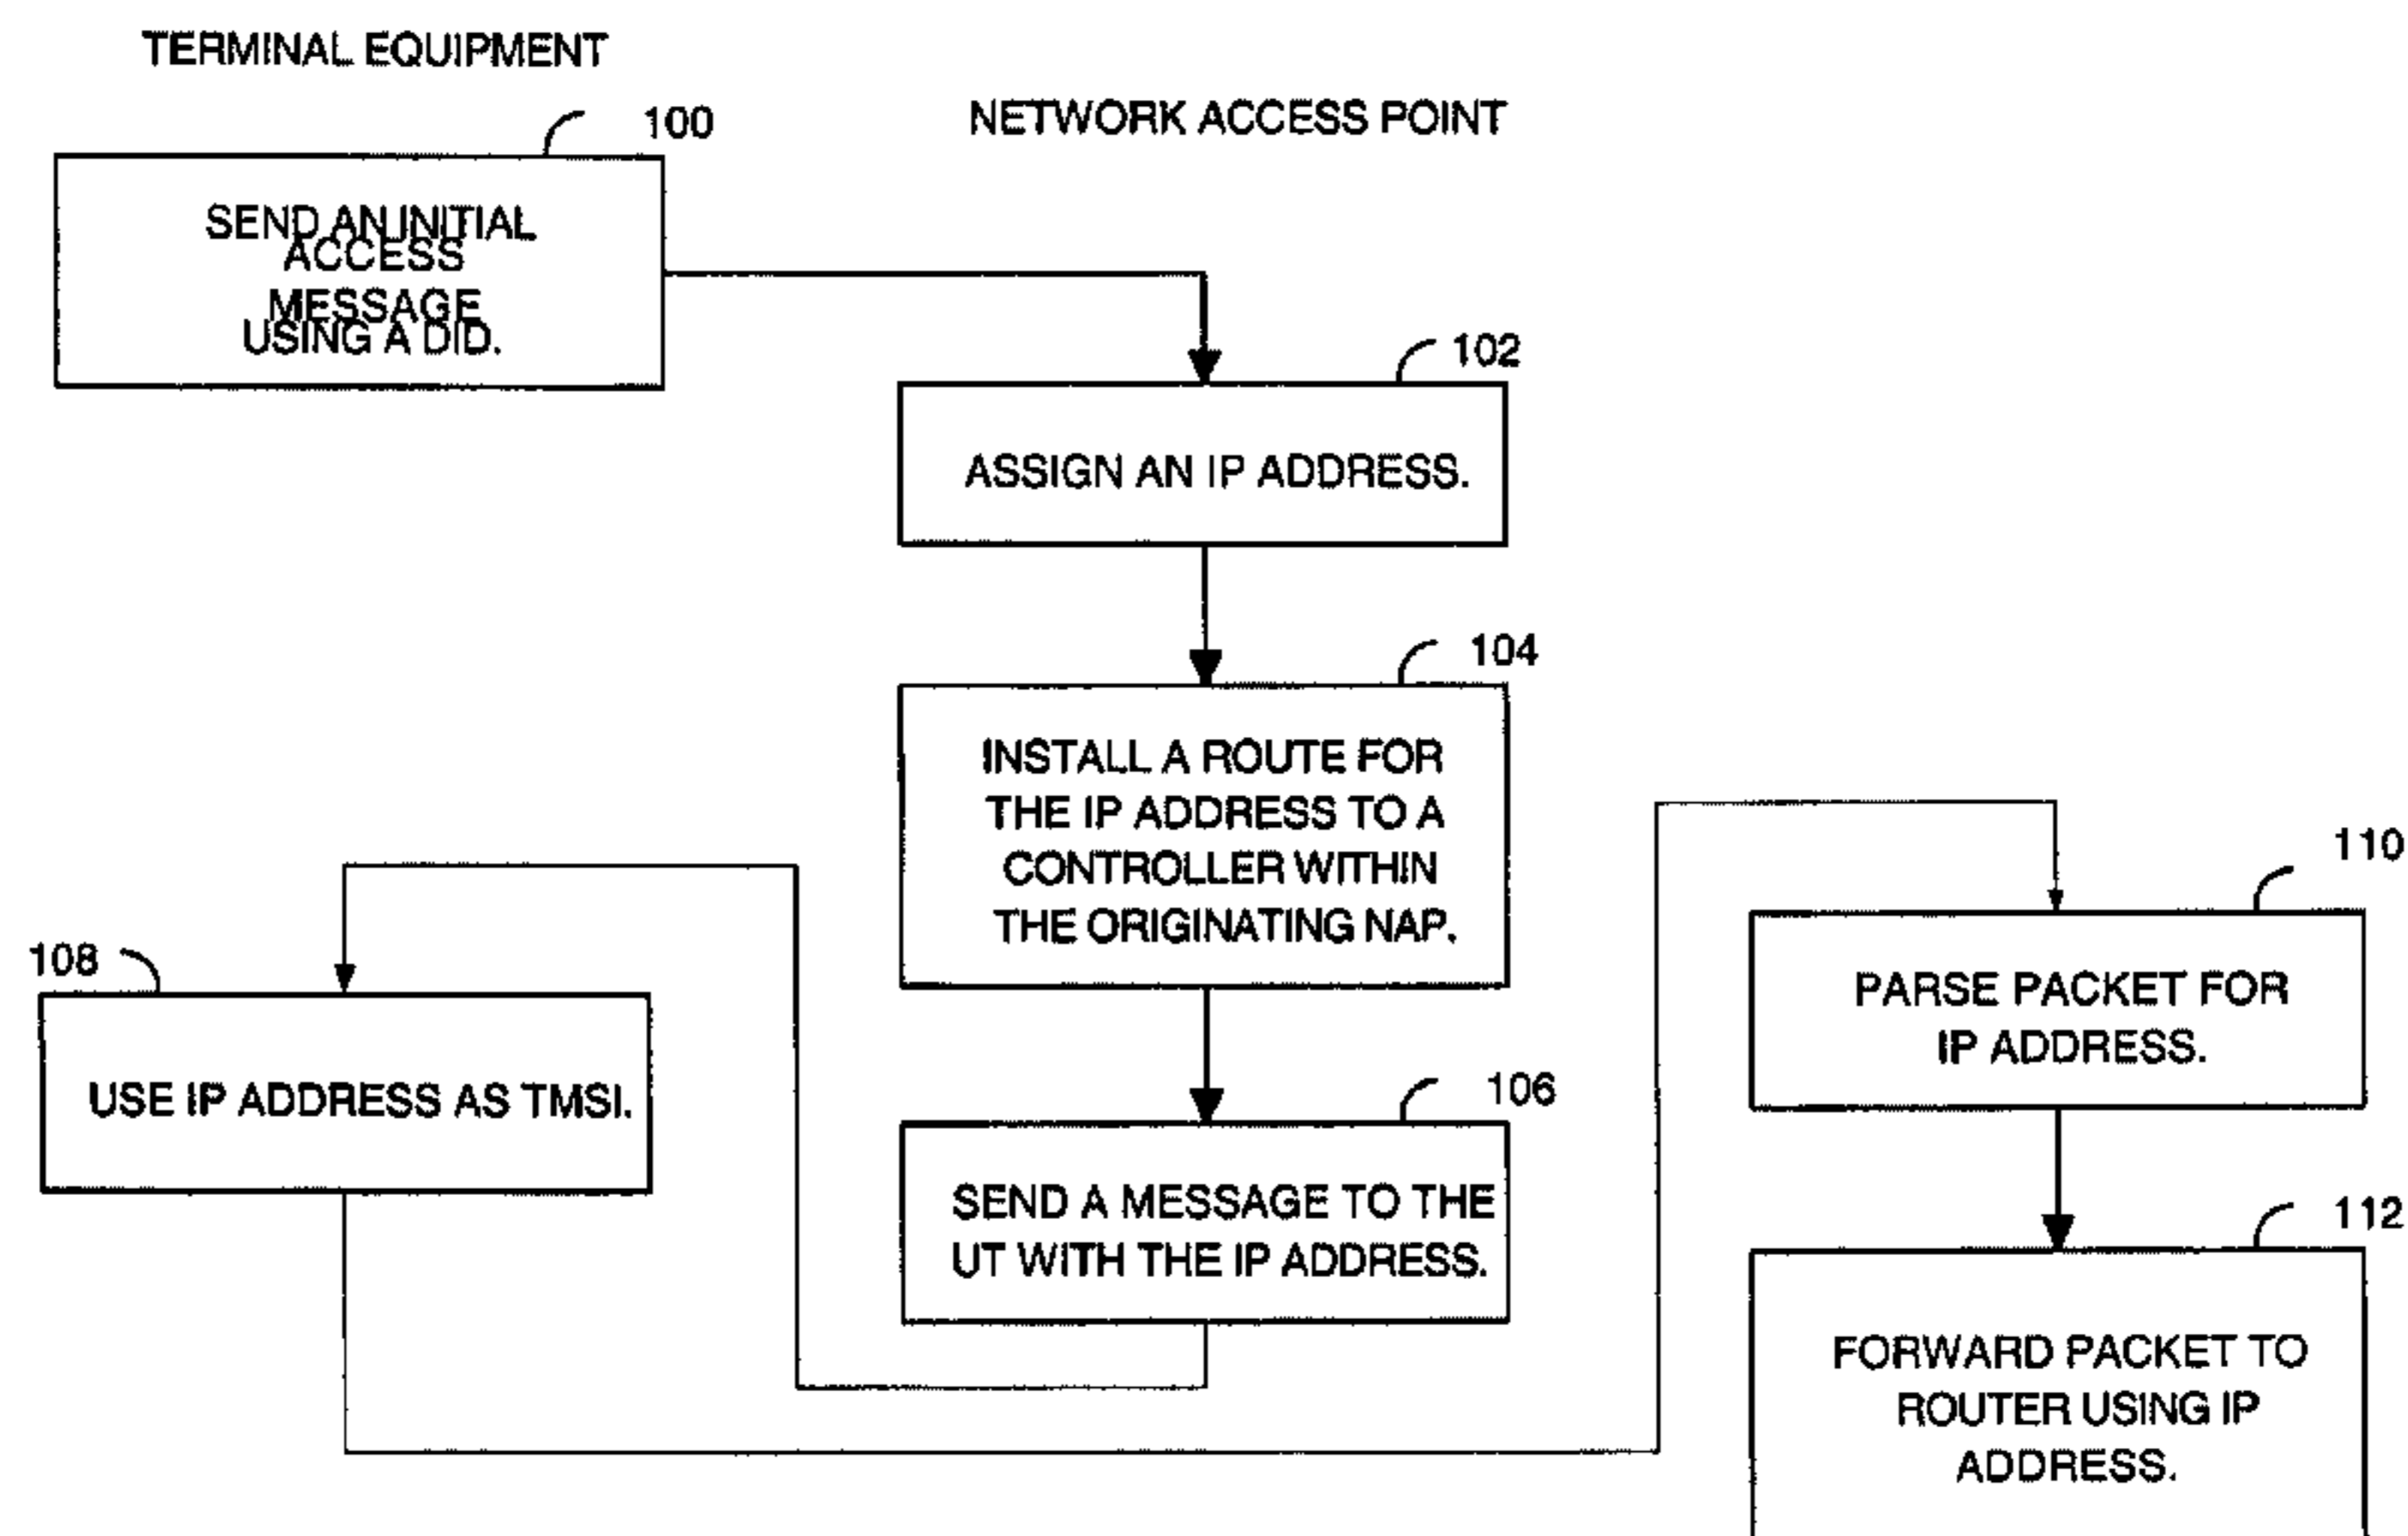 TERMINAL EQUIPMENT
100
SEND AN INITIAL
ACCESS
MESSAGE
USING A DID.
NETWORK ACCESS POINT
102
ASSIGN AN IP ADDRESS.
104
INSTALL A ROUTE FOR
THE IP ADDRESS TO A
CONTROLLER WITHIN
THE ORIGINATING NAP.
106
SEND A MESSAGE TO THE
UT WITH THE IP ADDRESS.
108
USE IP ADDRESS AS TMSI.
110
PARSE PACKET FOR
IP ADDRESS.
112
FORWARD PACKET TO
ROUTER USING IP
ADDRESS.